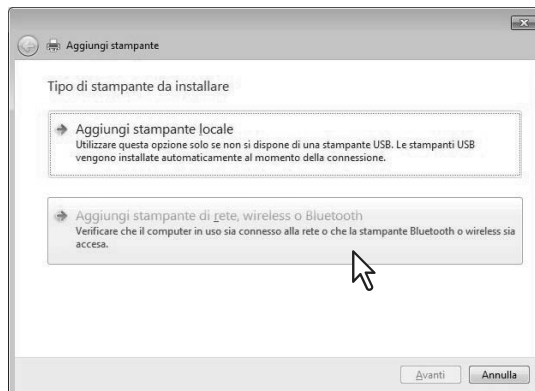 Aggiungi stampante
Tipo di stampante da installare
Aggiungi stampante locale
Utilizzare questa opzione solo se non si dispone di una stampante USB. Le stampanti USB
vengono installate automaticamente al momento della connessione.
Aggiungi stampante di rete, wireless o Bluetooth
Verificare che il computer in uso sia connesso alla rete o che la stampante Bluetooth o wireless sia
accesa.
Avanti Annulla